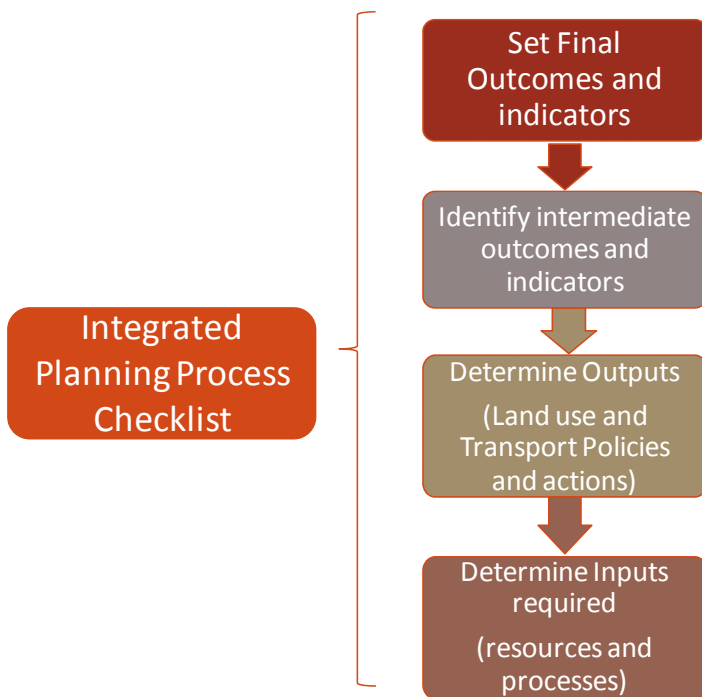 Set Final
Outcomes and
indicators
Identify intermediate
outcomes and
indicators
Integrated
Planning Process
Checklist
Determine Outputs
(Land use and
Transport Policies
and actions)
Determine Inputs
required
(resources and
processes)